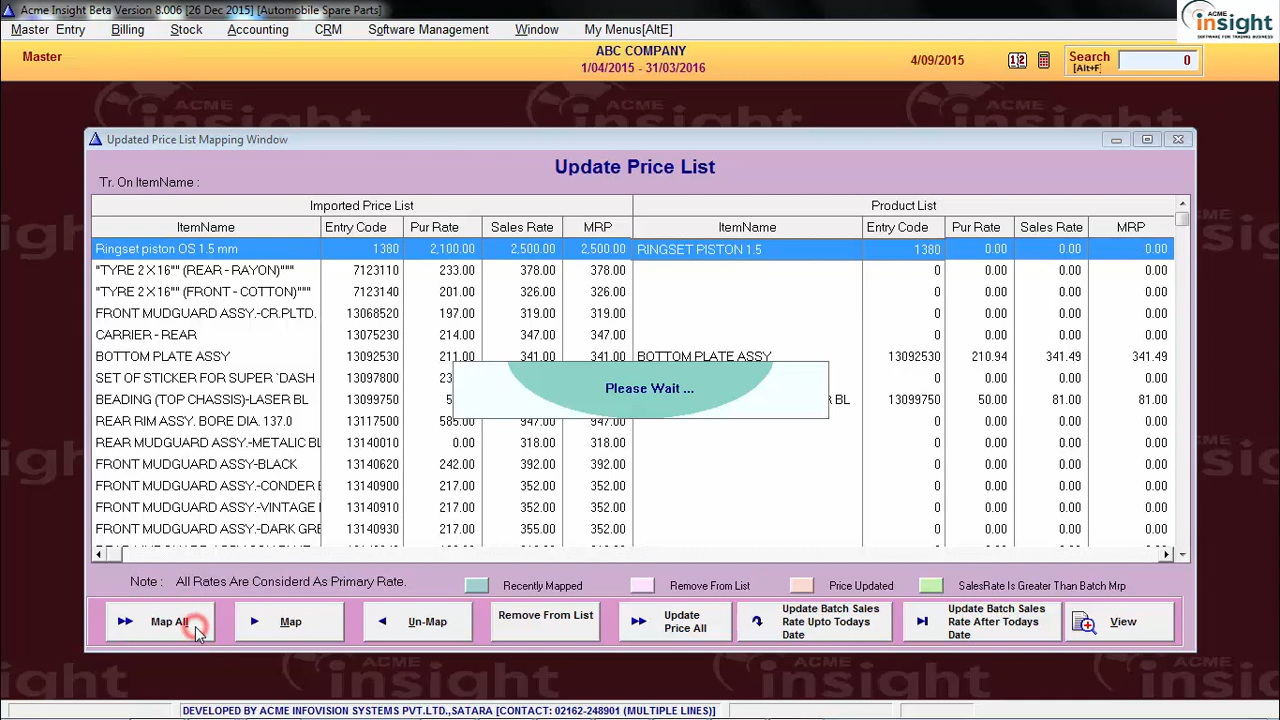 Acme Insight Beta Version 8.006 [26 Dec 2015] [Automobile Spare Parts]
ACME
insight
SOFTWARE FOR TRADING BUSINESS
Master Entry Billing Stock Accounting CRM Software Management Window My Menus[AltE]
Master
ABC COMPANY
1/04/2015 - 31/03/2016
4/09/2015
12
Search
[Alt+F]
0
Updated Price List Mapping Window
Update Price List
Tr. On ItemName :
Imported Price List Product List
ItemName Entry Code Pur Rate Sales Rate MRP ItemName Entry Code Pur Rate Sales Rate MRP
Ringset piston OS 1.5 mm 1380 2,100.00 2,500.00 2,500.00 RINGSET PISTON 1.5 1380 0.00 0.00 0.00
"TYRE 2 X 16"" (REAR - RAYON)""" 7123110 233.00 378.00 378.00 0 0.00 0.00 0.00
"TYRE 2 X 16"" (FRONT - COTTON)""" 7123140 201.00 326.00 326.00 0 0.00 0.00 0.00
FRONT MUDGUARD ASSY.-CR.PLTD. 13068520 197.00 319.00 319.00 0 0.00 0.00 0.00
CARRIER - REAR 13075230 214.00 347.00 347.00 0 0.00 0.00 0.00
BOTTOM PLATE ASSY 13092530 211.00 341.00 341.00 BOTTOM PLATE ASSY 13092530 210.94 341.49 341.49
SET OF STICKER FOR SUPER `DASH 13097800 23 0 0.00 0.00 0.00
BEADING (TOP CHASSIS)-LASER BL 13099750 5 BL 13099750 50.00 81.00 81.00
REAR RIM ASSY. BORE DIA. 137.0 13117500 585.00 947.00 947.00 0 0.00 0.00 0.00
REAR MUDGUARD ASSY.-METALIC BL 13140010 0.00 318.00 318.00 0 0.00 0.00 0.00
FRONT MUDGUARD ASSY-BLACK 13140620 242.00 392.00 392.00 0 0.00 0.00 0.00
FRONT MUDGUARD ASSY.-CONDER 13140910 217.00 352.00 352.00 0 0.00 0.00 0.00
FRONT MUDGUARD ASSY.-VINTAGE 13140910 217.00 352.00 352.00 0 0.00 0.00 0.00
FRONT MUDGUARD ASSY.-DARK GRE 13140930 217.00 355.00 352.00 0 0.00 0.00 0.00
Please Wait ...
Note : All Rates Are Considerd As Primary Rate. Recently Mapped Remove From List Price Updated SalesRate Is Greater Than Batch Mrp
Map All
Map
Un-Map
Remove From List
Update
Price All
Update Batch Sales
Rate Upto Todays
Date
Update Batch Sales
Rate After Todays
Date
View
DEVELOPED BY ACME INFOVISION SYSTEMS PVT.LTD.,SATARA [CONTACT: 02162-248901 (MULTIPLE LINES)]